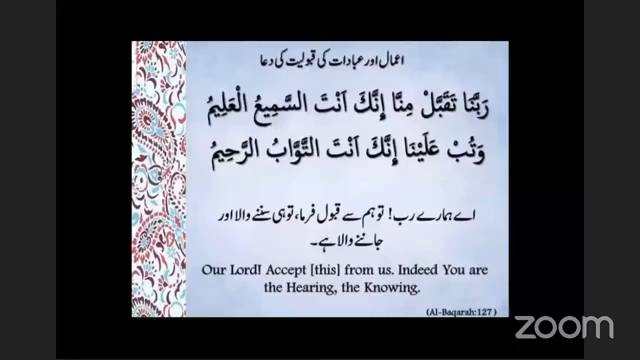 اعمال اور عبادات کی قبولیت کی دعا
رَبَّنَا تَقَبَّلْ مِنَّا إِنَّكَ اَنْتَ السَّمِيعُ الْعَلِيمُ
وَتُبْ عَلَيْنَا إِنَّكَ اَنْتَ التَّوَّابُ الرَّحِيمُ
اے ہمارے رب! تو ہم سے قبول فرما، تو ہی سننے والا اور
جاننے والا ہے۔
Our Lord! Accept [this] from us. Indeed You are
the Hearing, the Knowing.
(Al-Baqarah:127)
zoom